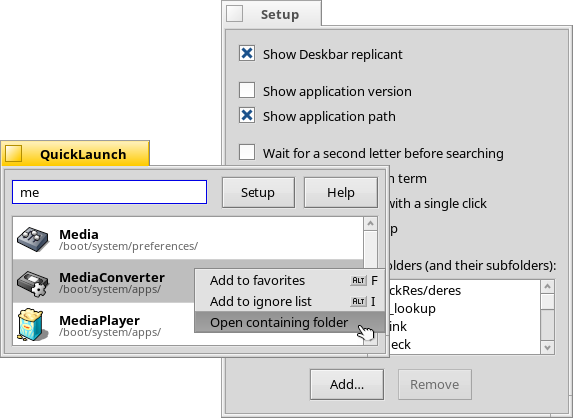 Setup
Show Deskbar replicant
Show application version
Show application path
Wait for a second letter before searching
term
with a single click
(and their subfolders):
ckRes/deres
_lookup
ink
eck
Add...
Remove
QuickLaunch
me
Setup
Help
Media
/boot/system/preferences/
MediaConverter
/boot/system/apps/
MediaPlayer
/boot/system/apps/
Add to favorites ALT F
Add to ignore list ALT I
Open containing folder